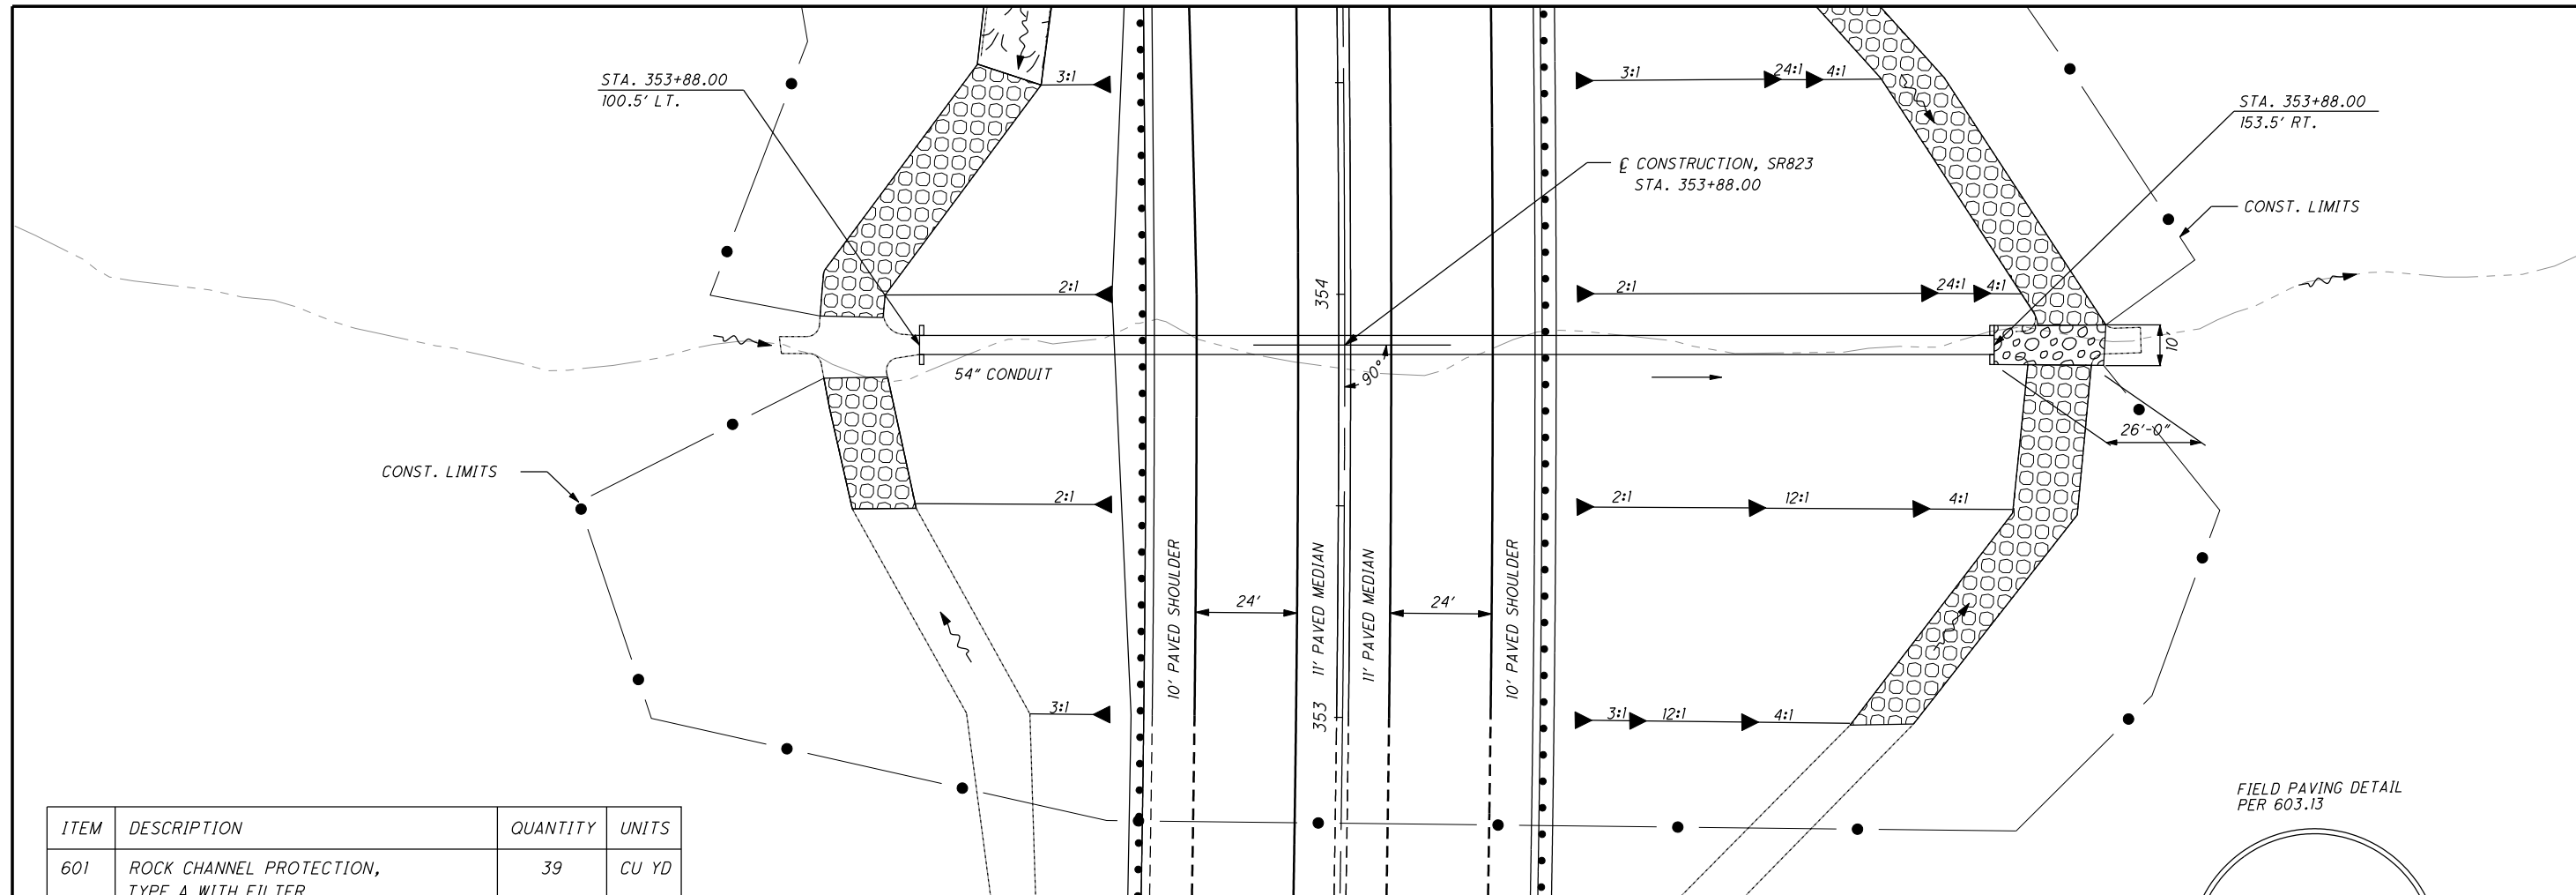 3:1
3:1
24:1
4:1
STA. 353+88.00
100.5' LT.
STA. 353+88.00
153.5' RT.
℄ CONSTRUCTION, SR823
STA. 353+88.00
CONST. LIMITS
2:1
354
2:1
24:1
4:1
54" CONDUIT
90°
10'
26'-0"
CONST. LIMITS
2:1
2:1
12:1
4:1
10' PAVED SHOULDER
24'
11' PAVED MEDIAN
11' PAVED MEDIAN
24'
10' PAVED SHOULDER
3:1
353
3:1
12:1
4:1
FIELD PAVING DETAIL
PER 603.13
ITEM DESCRIPTION QUANTITY UNITS
601 ROCK CHANNEL PROTECTION, 39 CU YD
TYPE A WITH FILTER